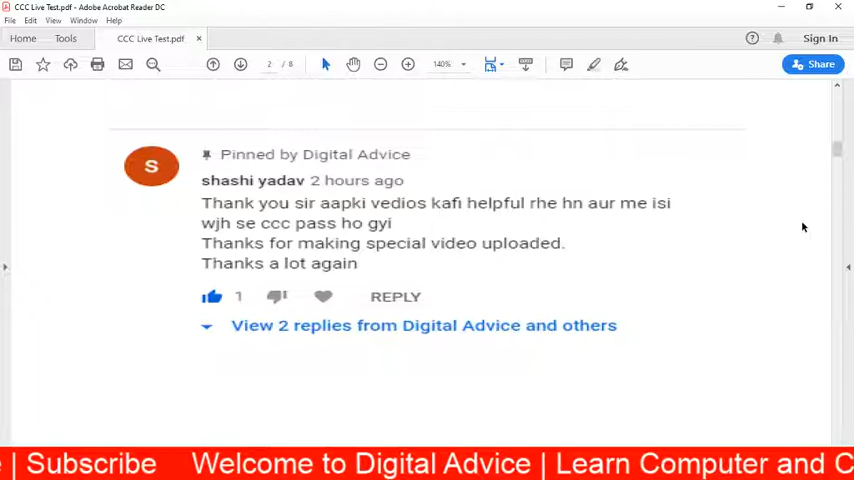 CCC Live Test.pdf - Adobe Acrobat Reader DC
File Edit View Window Help
Home Tools CCC Live Test.pdf × Sign In
2 / 8 140% Share
S
Pinned by Digital Advice
shashi yadav 2 hours ago
Thank you sir aapki vedios kafi helpful rhe hn aur me isi
wjh se ccc pass ho gyi
Thanks for making special video uploaded.
Thanks a lot again
1 REPLY
View 2 replies from Digital Advice and others
| Subscribe Welcome to Digital Advice | Learn Computer and C